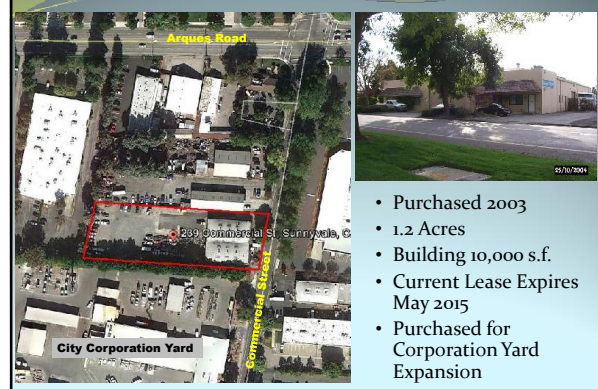 Arques Road
239 Commercial St, Sunnyvale, C
Commercial Street
City Corporation Yard
25/10/2004
• Purchased 2003
• 1.2 Acres
• Building 10,000 s.f.
• Current Lease Expires
May 2015
• Purchased for
Corporation Yard
Expansion